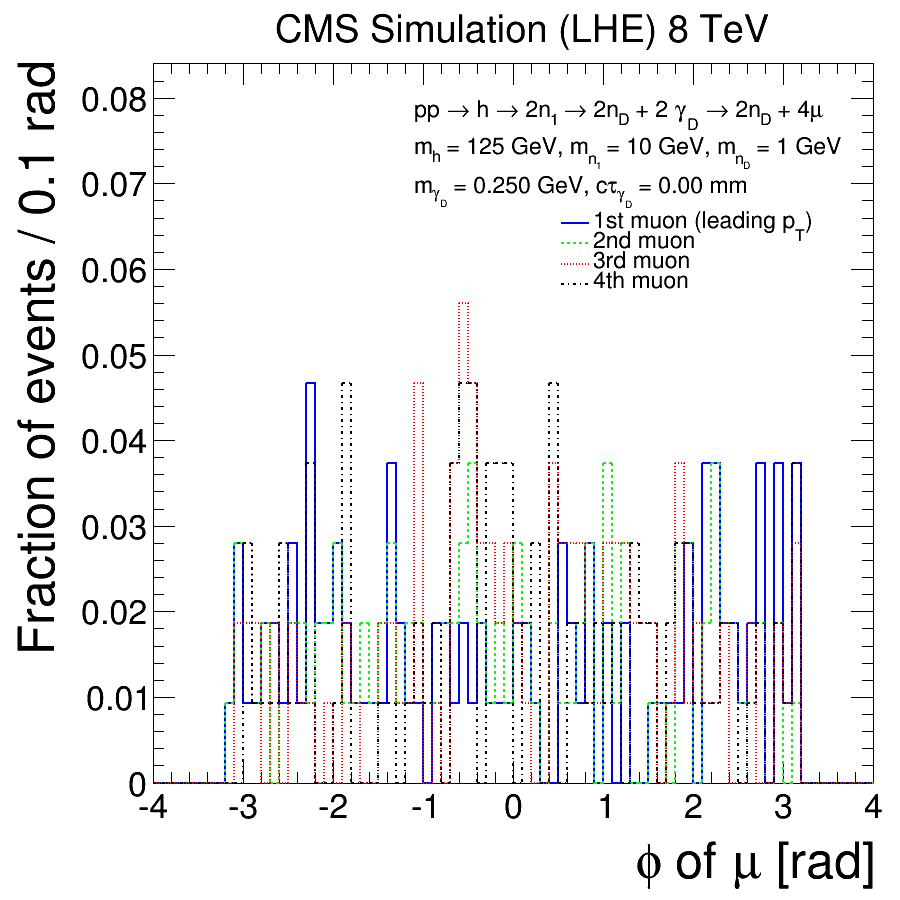 CMS Simulation (LHE) 8 TeV
pp → h → 2n1 → 2nD + 2 γD → 2nD + 4μ
mh = 125 GeV, mn1 = 10 GeV, mnD = 1 GeV
mγD = 0.250 GeV, cτγD = 0.00 mm
1st muon (leading pT)
2nd muon
3rd muon
4th muon
Fraction of events / 0.1 rad
0.08
0.07
0.06
0.05
0.04
0.03
0.02
0.01
0
-4 -3 -2 -1 0 1 2 3 4
ϕ of μ [rad]